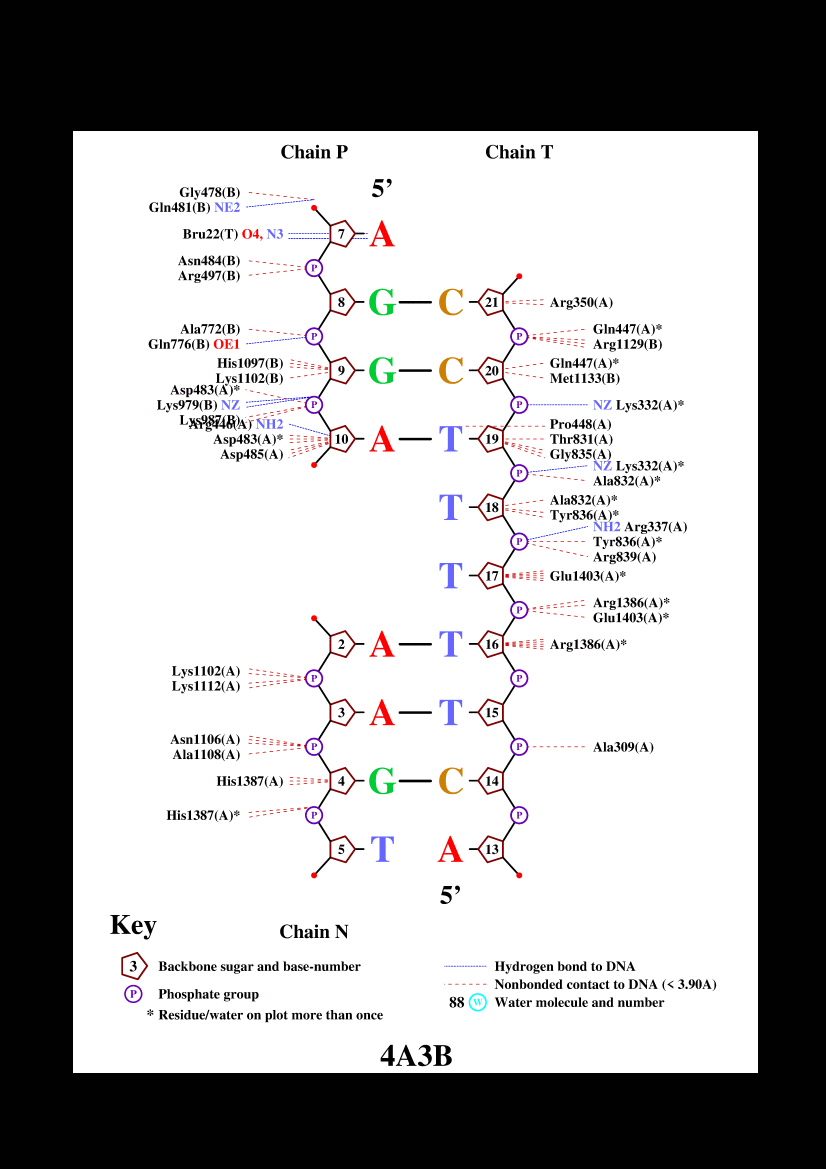 Chain P Chain T
5’
Gly478(B)
Gln481(B) NE2
Bru22(T) O4, N3 7 A
Asn484(B)
P
Arg497(B)
8 G C 21 Arg350(A)
Ala772(B) Gln447(A)*
P P
Gln776(B) OE1 Arg1129(B)
His1097(B) Gln447(A)*
9 G C 20
Lys1102(B) Met1133(B)
Asp483(A)*
Lys979(B) NZ P P NZ Lys332(A)*
Lys987(B)
Arg446(A) NH2 Pro448(A)
Asp483(A)* 10 A T 19 Thr831(A)
Asp485(A) Gly835(A)
NZ Lys332(A)*
P
Ala832(A)*
Ala832(A)*
T 18
Tyr836(A)*
NH2 Arg337(A)
P Tyr836(A)*
Arg839(A)
T 17 Glu1403(A)*
Arg1386(A)*
P
Glu1403(A)*
2 A T 16 Arg1386(A)*
Lys1102(A)
P P
Lys1112(A)
3 A T 15
Asn1106(A)
P P Ala309(A)
Ala1108(A)
His1387(A) 4 G C 14
His1387(A)* P P
5 T A 13
5’
Key
Chain N
3 Backbone sugar and base-number
P Phosphate group
* Residue/water on plot more than once
Hydrogen bond to DNA
Nonbonded contact to DNA (< 3.90A)
88 W Water molecule and number
4A3B